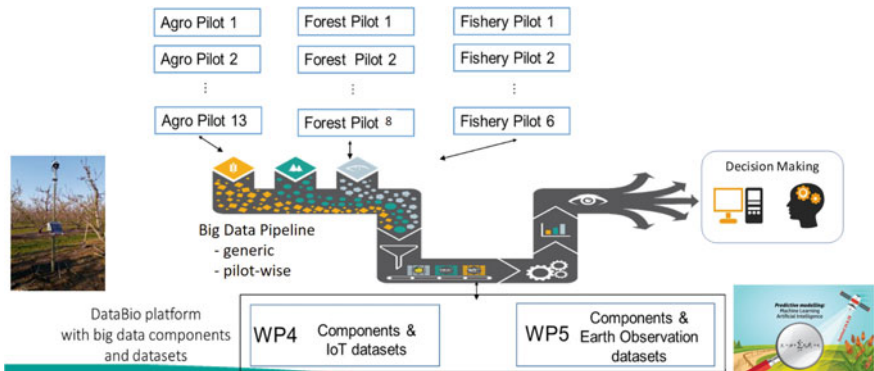 Agro Pilot 1
Forest Pilot 1
Fishery Pilot 1
Agro Pilot 2
Forest Pilot 2
Fishery Pilot 2
⋮
⋮
⋮
Agro Pilot 13
Forest Pilot 8
Fishery Pilot 6
Decision Making
Big Data Pipeline
- generic
- pilot-wise
DataBio platform
with big data components
and datasets
WP4
Components &
IoT datasets
WP5
Components &
Earth Observation
datasets
Prediction modelling:
Machine Learning
Artificial Intelligence